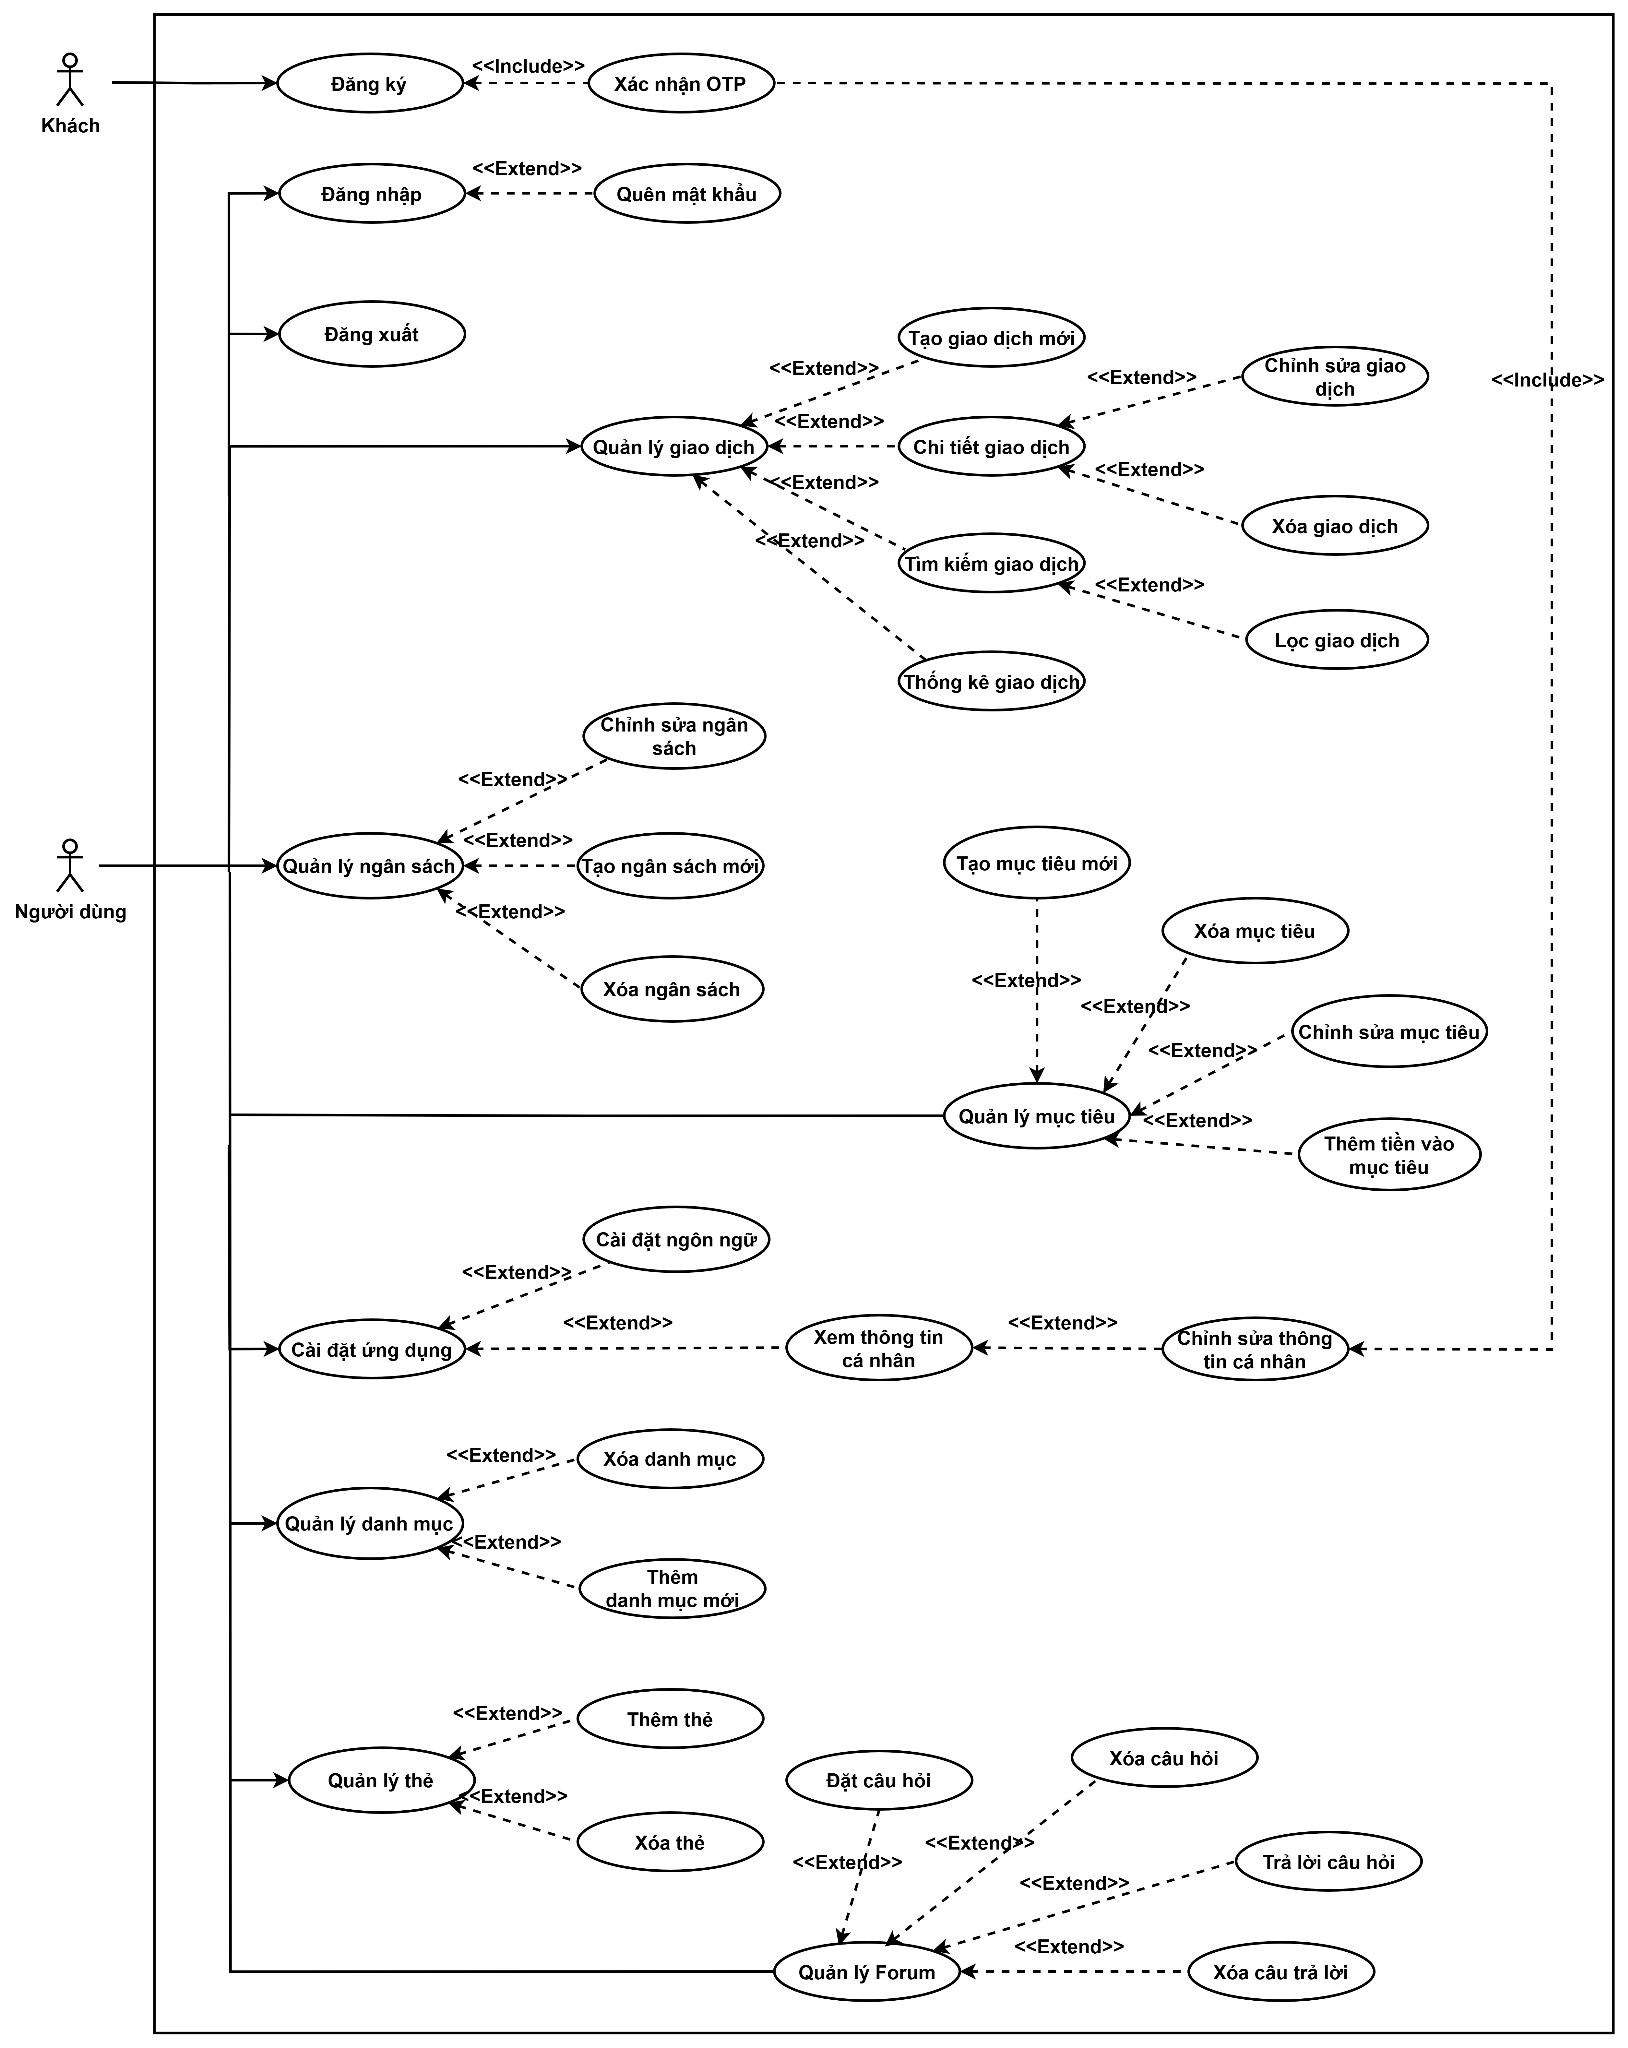 Khách
Đăng ký
<<Include>>
Xác nhận OTP
Đăng nhập
<<Extend>>
Quên mật khẩu
Đăng xuất
Tạo giao dịch mới
<<Extend>>
Chỉnh sửa giao
dịch
<<Extend>>
<<Include>>
Quản lý giao dịch
<<Extend>>
Chi tiết giao dịch
<<Extend>>
<<Extend>>
Xóa giao dịch
<<Extend>>
Tìm kiếm giao dịch
<<Extend>>
Lọc giao dịch
Thống kê giao dịch
Chỉnh sửa ngân
sách
<<Extend>>
Người dùng
Quản lý ngân sách
<<Extend>>
Tạo ngân sách mới
<<Extend>>
Xóa ngân sách
Tạo mục tiêu mới
Xóa mục tiêu
<<Extend>>
<<Extend>>
Chỉnh sửa mục tiêu
<<Extend>>
Quản lý mục tiêu
<<Extend>>
Thêm tiền vào
mục tiêu
Cài đặt ngôn ngữ
<<Extend>>
Cài đặt ứng dụng
<<Extend>>
Xem thông tin
cá nhân
<<Extend>>
Chỉnh sửa thông
tin cá nhân
<<Extend>>
Xóa danh mục
Quản lý danh mục
<<Extend>>
Thêm
danh mục mới
<<Extend>>
Thêm thẻ
Quản lý thẻ
<<Extend>>
Xóa thẻ
Đặt câu hỏi
Xóa câu hỏi
<<Extend>>
<<Extend>>
Trả lời câu hỏi
<<Extend>>
<<Extend>>
Quản lý Forum
Xóa câu trả lời